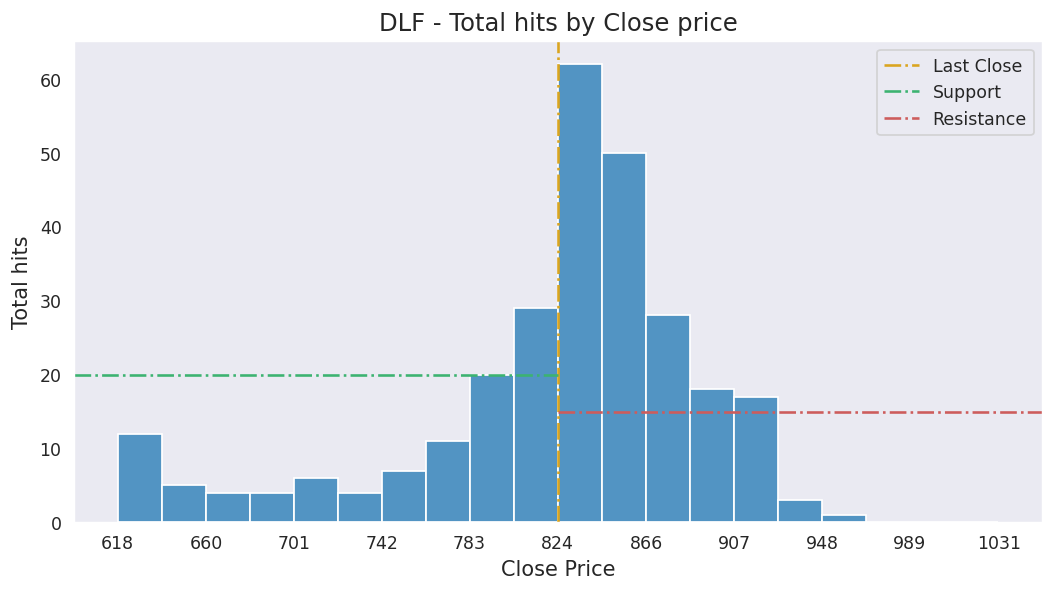 DLF - Total hits by Close price
Last Close
Support
Resistance
Total hits
60
50
40
30
20
10
0
618 660 701 742 783 824 866 907 948 989 1031
Close Price